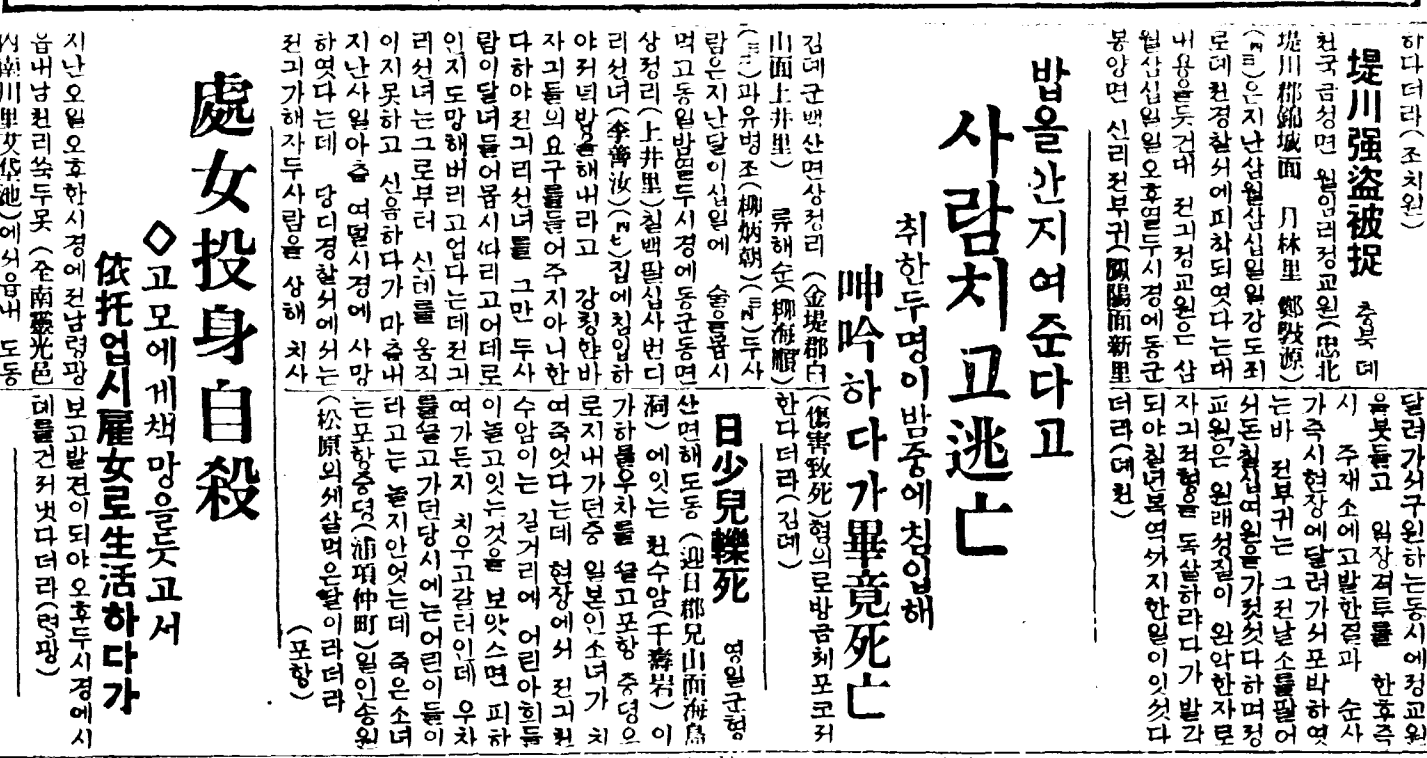 하다더라(조치원)
堤川强盜被捉 충북 데
천군금성면 월임리정교원(忠北
堤川郡錦城面 月林里 鄭敎源)
은지난삼월삼십일일강도죄
로데천경찰서에피착되엿다는대
내용을듯건대 전긔정교원은 삼
월삼십일일오후열두시경에동군
봉양면 신리전부귀(鳳陽面新里
달려가서구원하는동시에정교원
을붓들고 일장격투를 한후즉
시 주재소에고발한결과 순사
가즉시현장에달려가서포박하엿
는바 전부귀는 그전날소를팔어
서돈칠십여원을가젓섯다하며정
교원은 원래성질이 완악한자로
자긔저형을 독살하랴다가 발각
되야칠년복역까지한일이잇섯다
더라(데천)
밥을안지여준다고
사람치고逃亡
취한두명이밤중에침입해
呻吟하다가畢竟死亡
김데군백산면상정리 (金堤郡白
山面上井里) 류해순(柳海順)
과유병조(柳炳朝)두사
람은지난달이십일에 술을몹시
먹고동일밤열두시경에동군동면
상정리(上井里)칠백팔십사번디
리선녀집에침입하
야저녁밥을해내라고 강청한바
자긔들의요구를들어주지아니한
다하야전긔리선녀를 그만 두사
람이달녀들어몹시따리고어데로
인지도망해버리고업다는데전긔
리선녀는그로부터 신톄를 움직
이지못하고 신음하다가 마츰내
지난사일아츰 여덜시경에 사망
하엿다는데 당디경찰서에서는
전긔가해자두사람을 상해 치사
(傷害致死)혐의로방금톄포코저
한다더라(김뎨)
日少兒轢死 영일군형
산면해도동 (迎日郡兄山面海島
洞)에잇는 천수암(千壽岩)이
가하물우차를 끌고포항 중뎡으
로지내가던중 일본인소녀가 치
여죽엇다는데 현장에서 전긔천
수암이는 길거리에 어린아희들
이놀고잇는것을 보앗스면 피하
여가든지 치우고갈터인데 우차
를끌고가던당시에는어린이들이
라고는 놀지안엇는데 죽은소녀
는포항중뎡(浦項仲町)일인송원
(松原의세살먹은딸이라더라
(포항)
處女投身自殺
◇고모에게책망을듯고서
依托업시雇女로生活하다가
지난오일오후한시경에전남령광
읍내남천리쑥두못 (全南靈光邑
內南川里艾岱池)에서읍내 도동
보고발견이되야오후두시경에시
톄를건저냇다더라(령광)